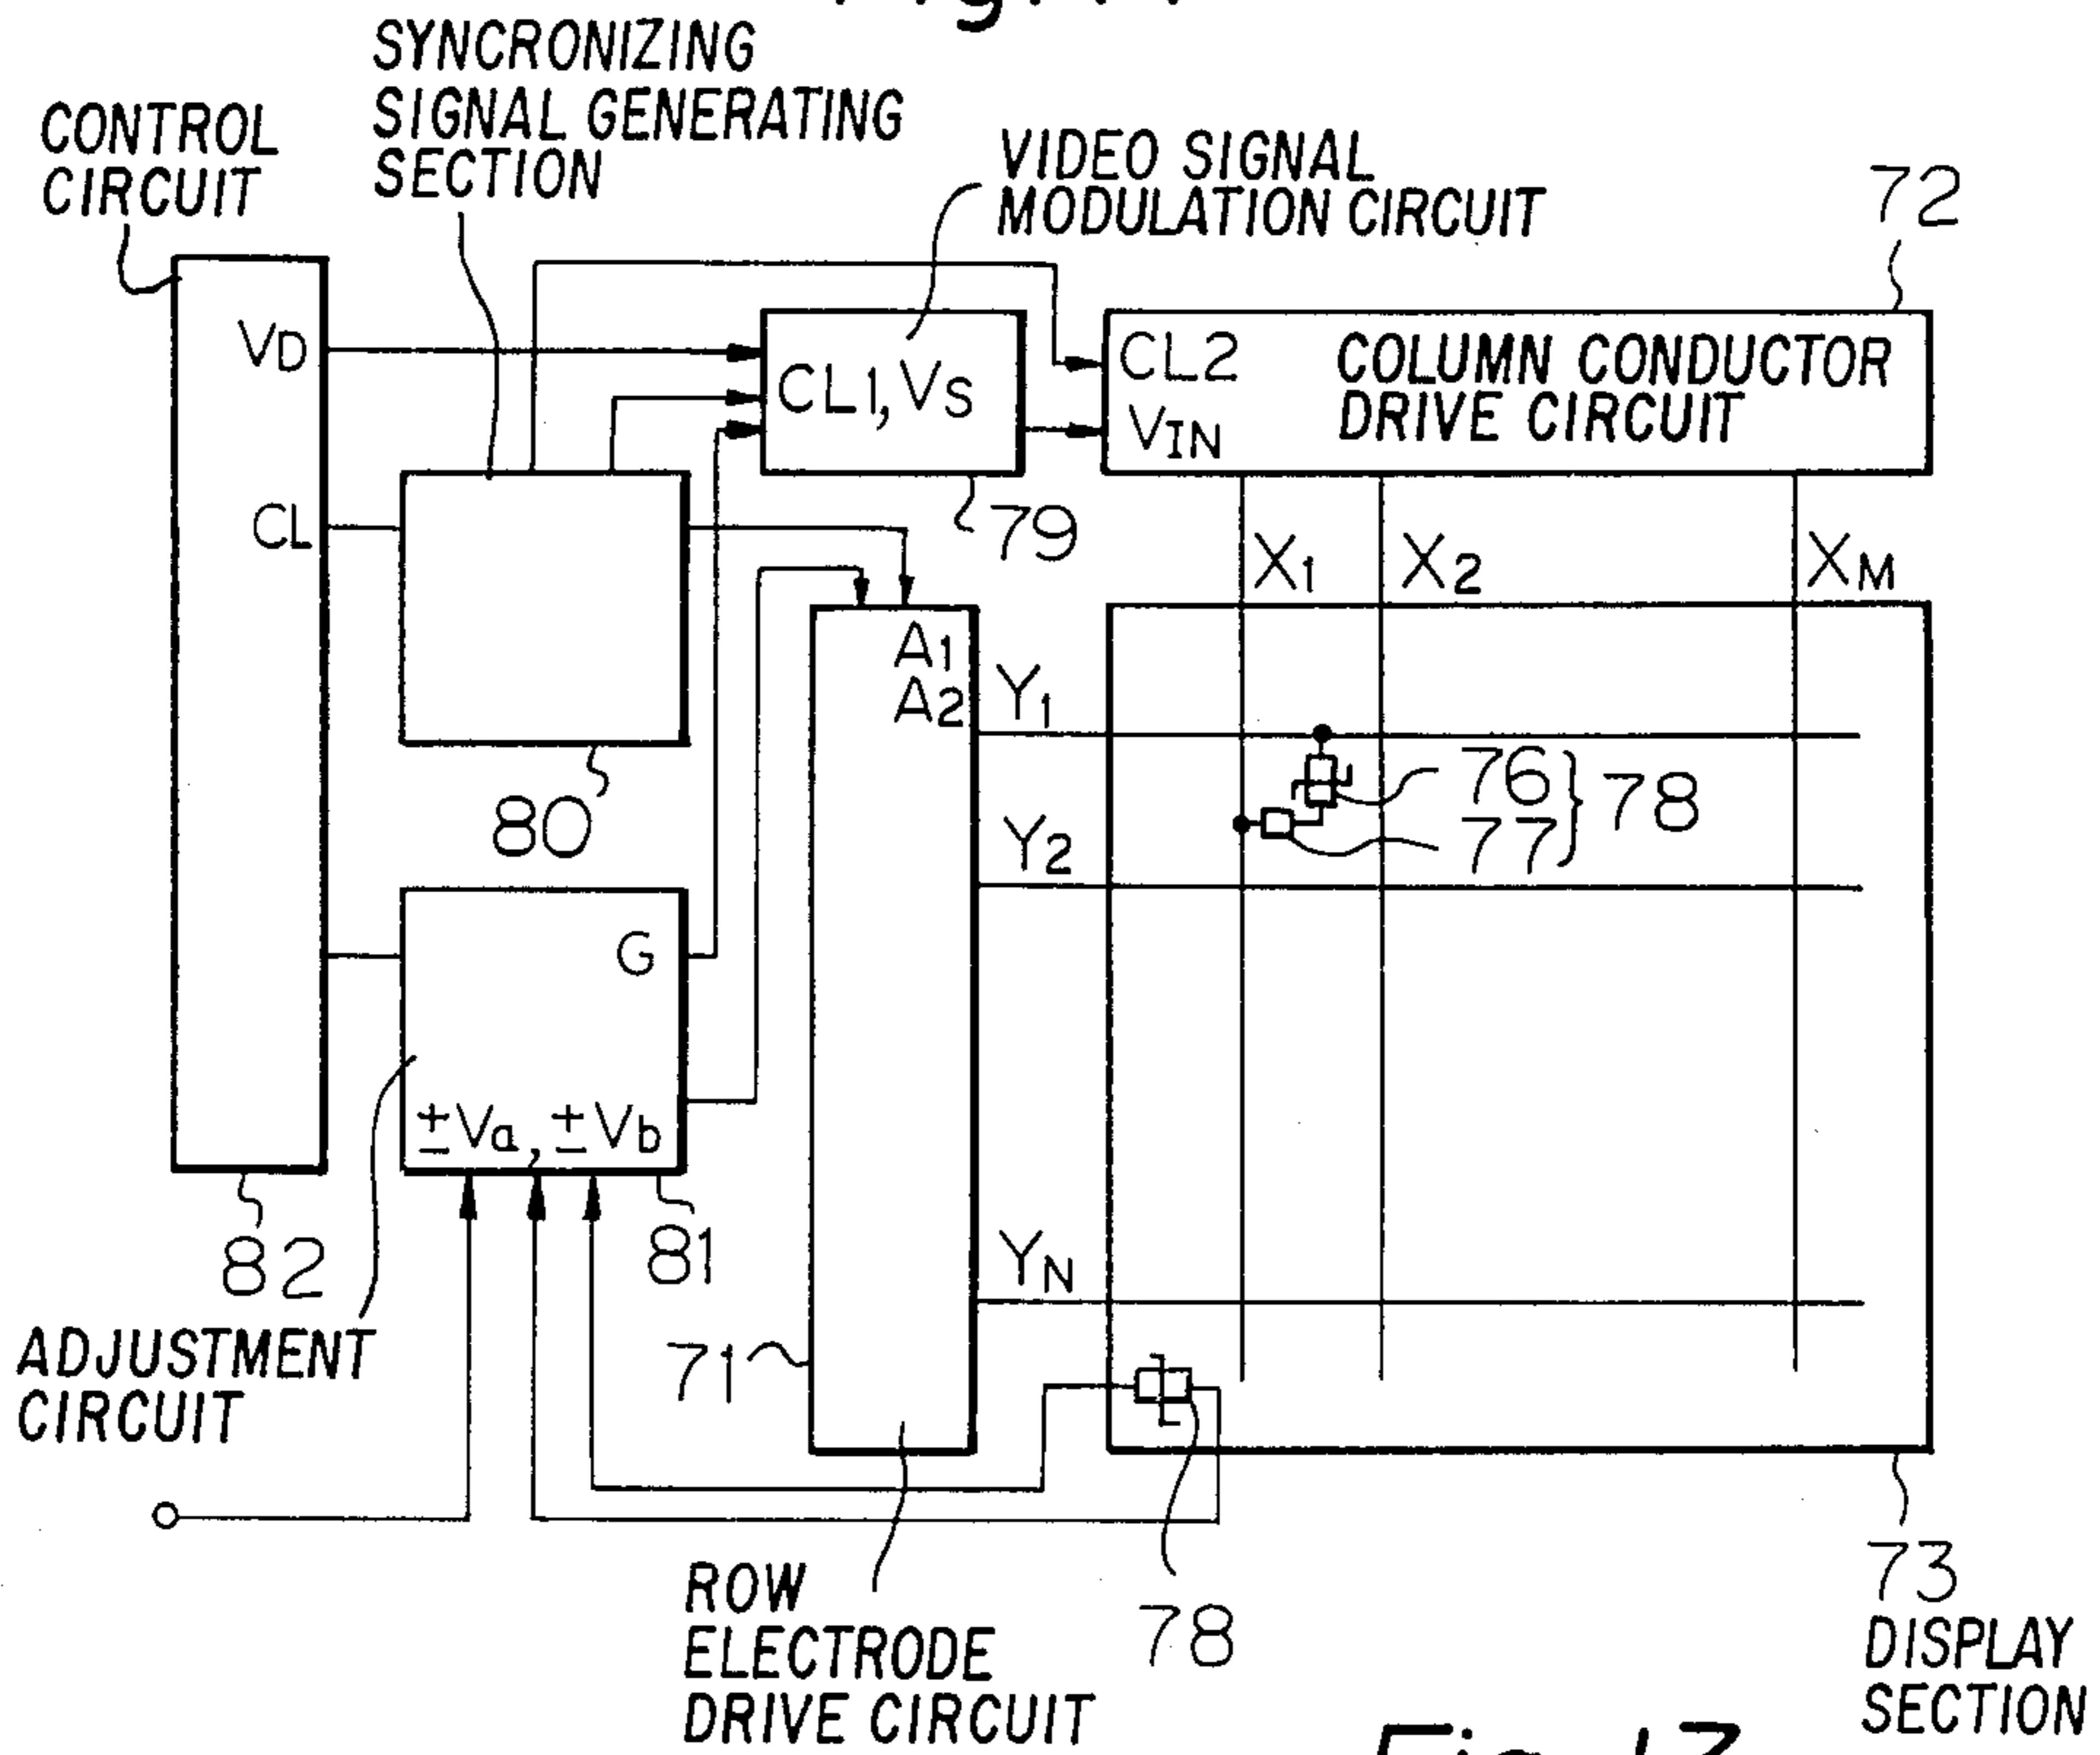 SYNCRONIZING
SIGNAL GENERATING
SECTION
CONTROL
CIRCUIT
VIDEO SIGNAL
MODULATION CIRCUIT
72
VD
CL1, VS
CL2
VIN
COLUMN CONDUCTOR
DRIVE CIRCUIT
CL
79
X1
X2
XM
A1
A2
Y1
80
76
77
78
Y2
G
±Va, ±Vb
82
81
YN
ADJUSTMENT
CIRCUIT
71
ROW
ELECTRODE
DRIVE CIRCUIT
78
73
DISPLAY
SECTION